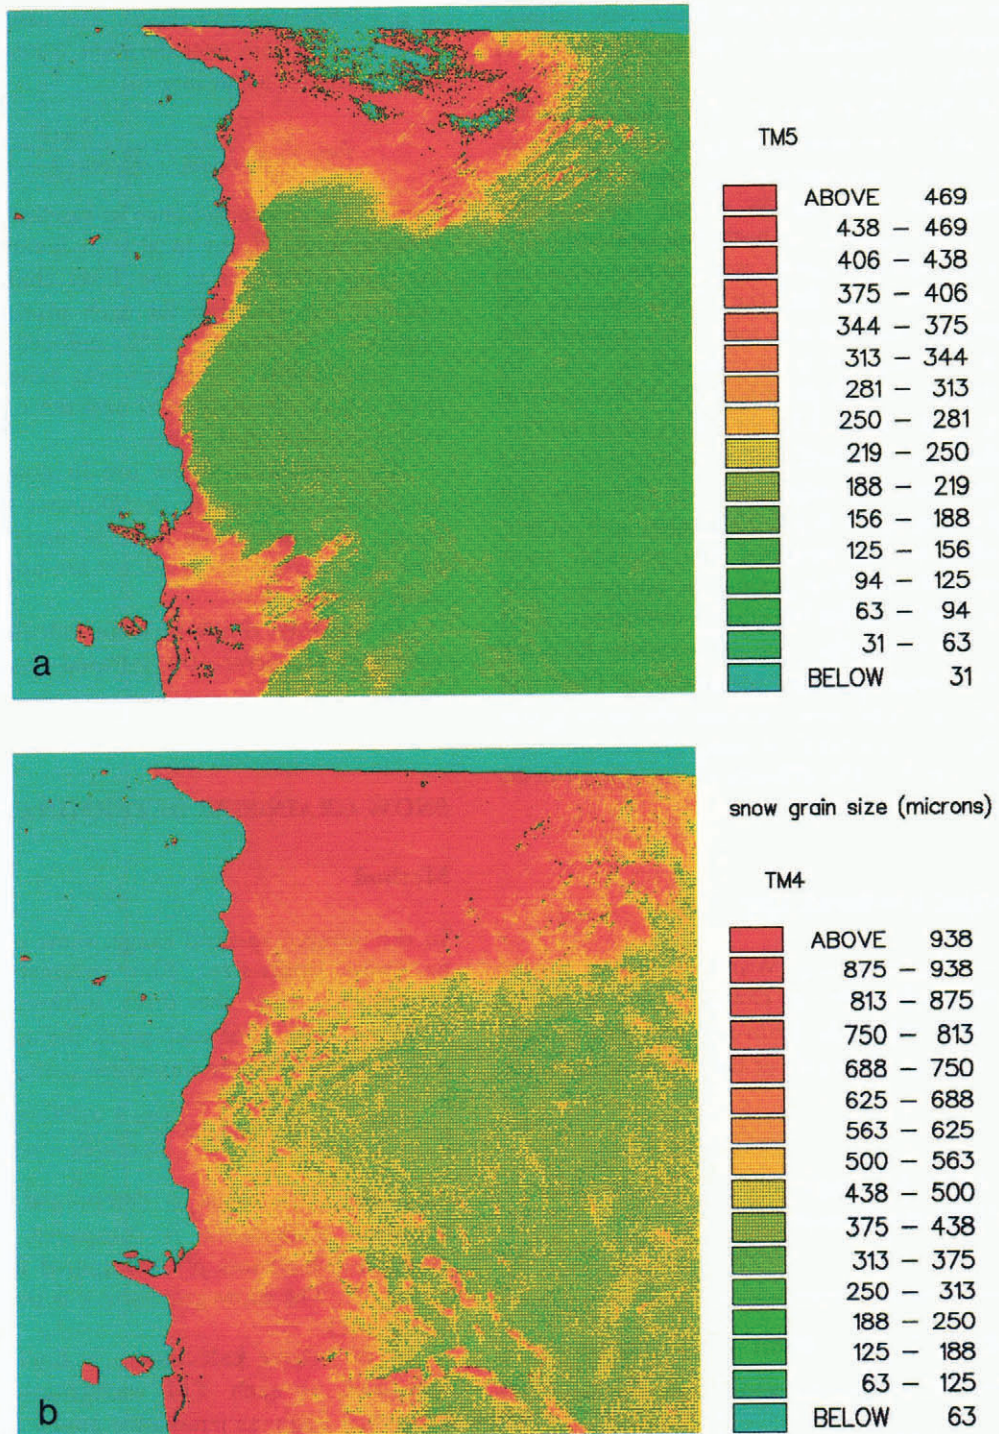 TM5
ABOVE 469
438 – 469
406 – 438
375 – 406
344 – 375
313 – 344
281 – 313
250 – 281
219 – 250
188 – 219
156 – 188
125 – 156
94 – 125
63 – 94
31 – 63
BELOW 31
a
snow grain size (microns)
TM4
ABOVE 938
875 – 938
813 – 875
750 – 813
688 – 750
625 – 688
563 – 625
500 – 563
438 – 500
375 – 438
313 – 375
250 – 313
188 – 250
125 – 188
63 – 125
BELOW 63
b